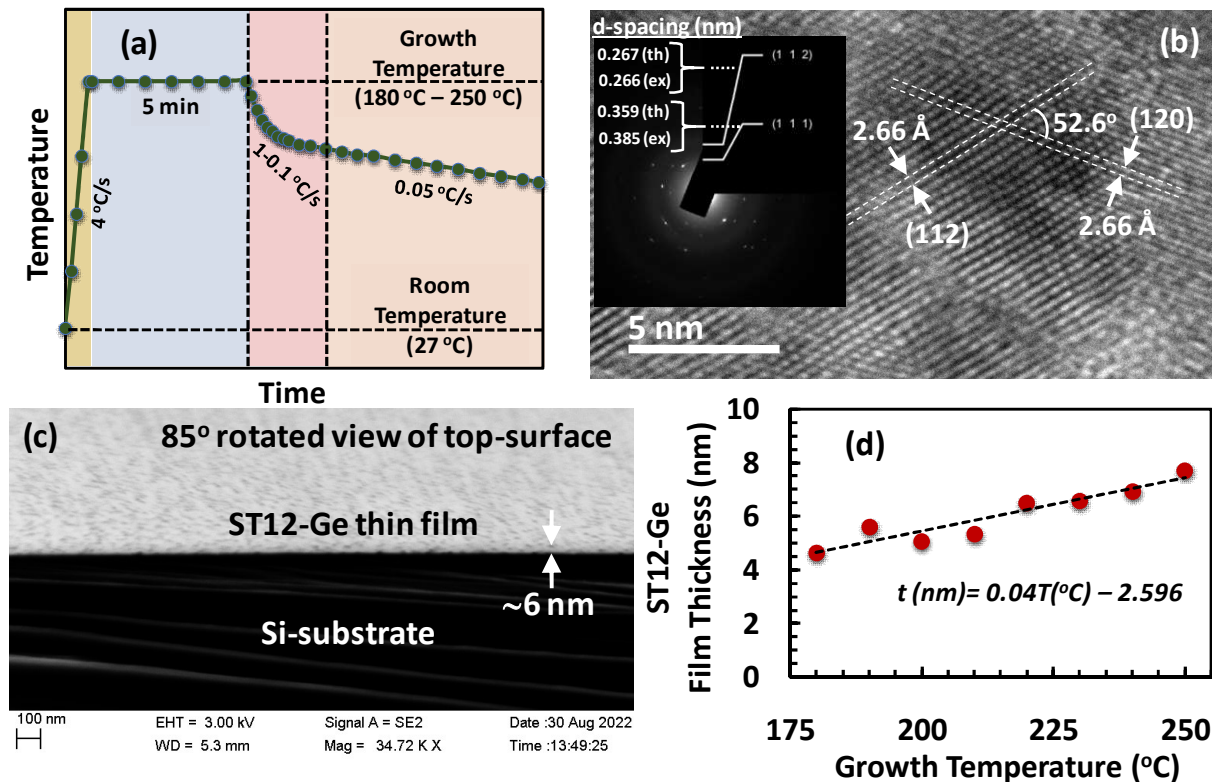 (a)
Growth
Temperature
(180 °C – 250 °C)
5 min
4 °C/s
1-0.1°C/s
0.05 °C/s
Room
Temperature
(27 °C)
Temperature
Time
(b)
d-spacing (nm)
0.267 (th)
0.266 (ex)
0.359 (th)
0.385 (ex)
(1 1 2)
(1 1 1)
2.66 Å
(112)
52.6°
(120)
2.66 Å
5 nm
(c)
85° rotated view of top-surface
ST12-Ge thin film
~6 nm
Si-substrate
100 nm
EHT = 3.00 kV
Signal A = SE2
Date :30 Aug 2022
WD = 5.3 mm
Mag = 34.72 K X
Time :13:49:25
(d)
ST12-Ge
Film Thickness (nm)
10
8
6
4
2
0
t (nm)= 0.04T(°C) – 2.596
175
200
225
250
Growth Temperature (°C)